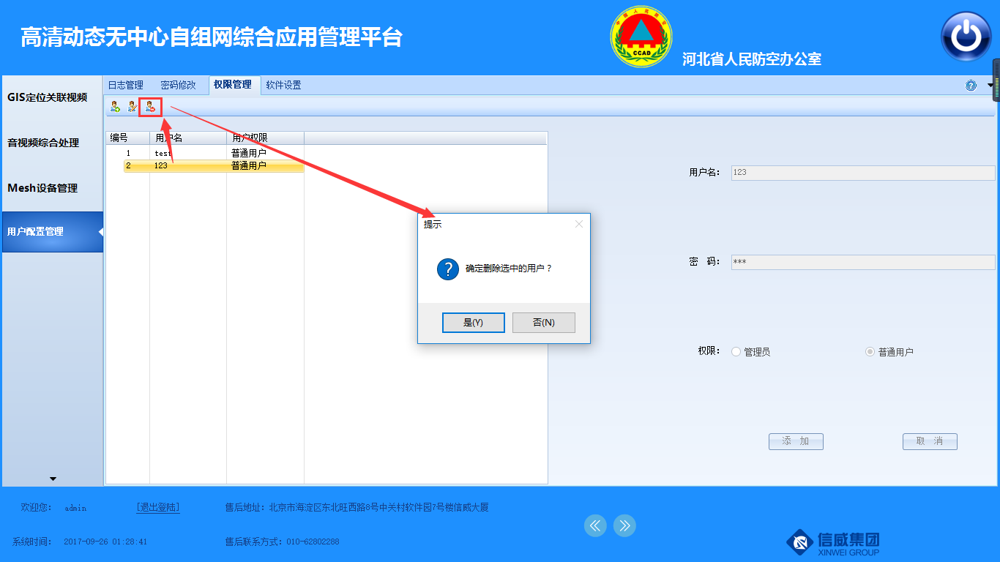 高清动态无中心自组网综合应用管理平台
CCAD
河北省人民防空办公室
GIS定位关联视频
音视频综合处理
Mesh设备管理
用户配置管理
日志管理 密码修改 权限管理 软件设置
编号 用户名 用户权限
1 test 普通用户
2 123 普通用户
提示
确定删除选中的用户？
是(Y) 否(N)
用户名： 123
密 码： ***
权限： 管理员 普通用户
添 加 取 消
欢迎您： admin [退出登陆] 售后地址：北京市海淀区东北旺西路8号中关村软件园7号楼信威大厦
系统时间： 2017-09-26 01:28:41 售后联系方式：010-62802288
信威集团
XINWEI GROUP